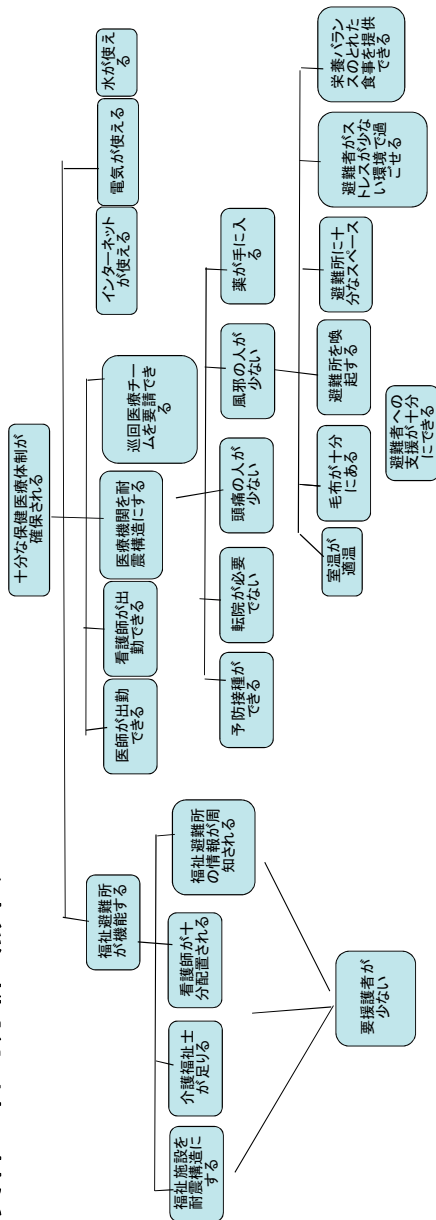 十分な保健医療体制が
確保される
福祉避難所
が機能する
インターネット
が使える
電気が使える
水が使え
る
医師が出勤
できる
看護師が出
勤できる
医療機関を耐
震構造にする
巡回医療チー
ムを要請でき
る
福祉施設を
耐震構造に
する
介護福祉士
が足りる
看護師が十
分配置される
福祉避難所
の情報が周
知される
予防接種が
できる
転院が必要
でない
頭痛の人が
少ない
風邪の人が
少ない
薬が手に入
る
要援護者が
少ない
室温が
適温
毛布が十分
にある
避難所を喚
起する
避難所に十
分なスペース
避難者がス
トレスが少な
い環境で過
ごせる
栄養バラン
スのとれた
食事を提供
できる
避難者への
支援が十分
にできる